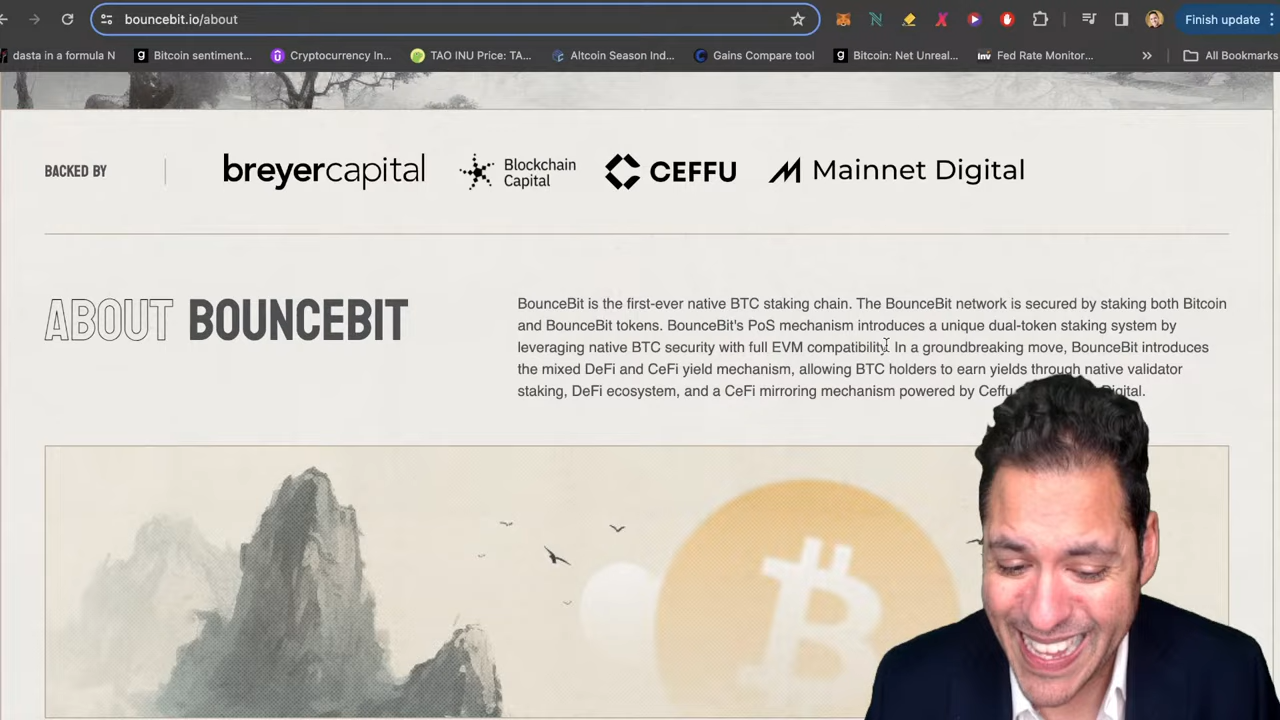 bouncebit.io/about
Finish update
dasta in a formula N
Bitcoin sentiment...
Cryptocurrency In...
TAO INU Price: TA...
Altcoin Season Ind...
Gains Compare tool
Bitcoin: Net Unreal...
inv Fed Rate Monitor...
»
All Bookmarks
BACKED BY
breyercapital
Blockchain
Capital
CEFFU
Mainnet Digital
ABOUT BOUNCEBIT
BounceBit is the first-ever native BTC staking chain. The BounceBit network is secured by staking both Bitcoin
and BounceBit tokens. BounceBit's PoS mechanism introduces a unique dual-token staking system by
leveraging native BTC security with full EVM compatibility. In a groundbreaking move, BounceBit introduces
the mixed DeFi and CeFi yield mechanism, allowing BTC holders to earn yields through native validator
staking, DeFi ecosystem, and a CeFi mirroring mechanism powered by Ceffu